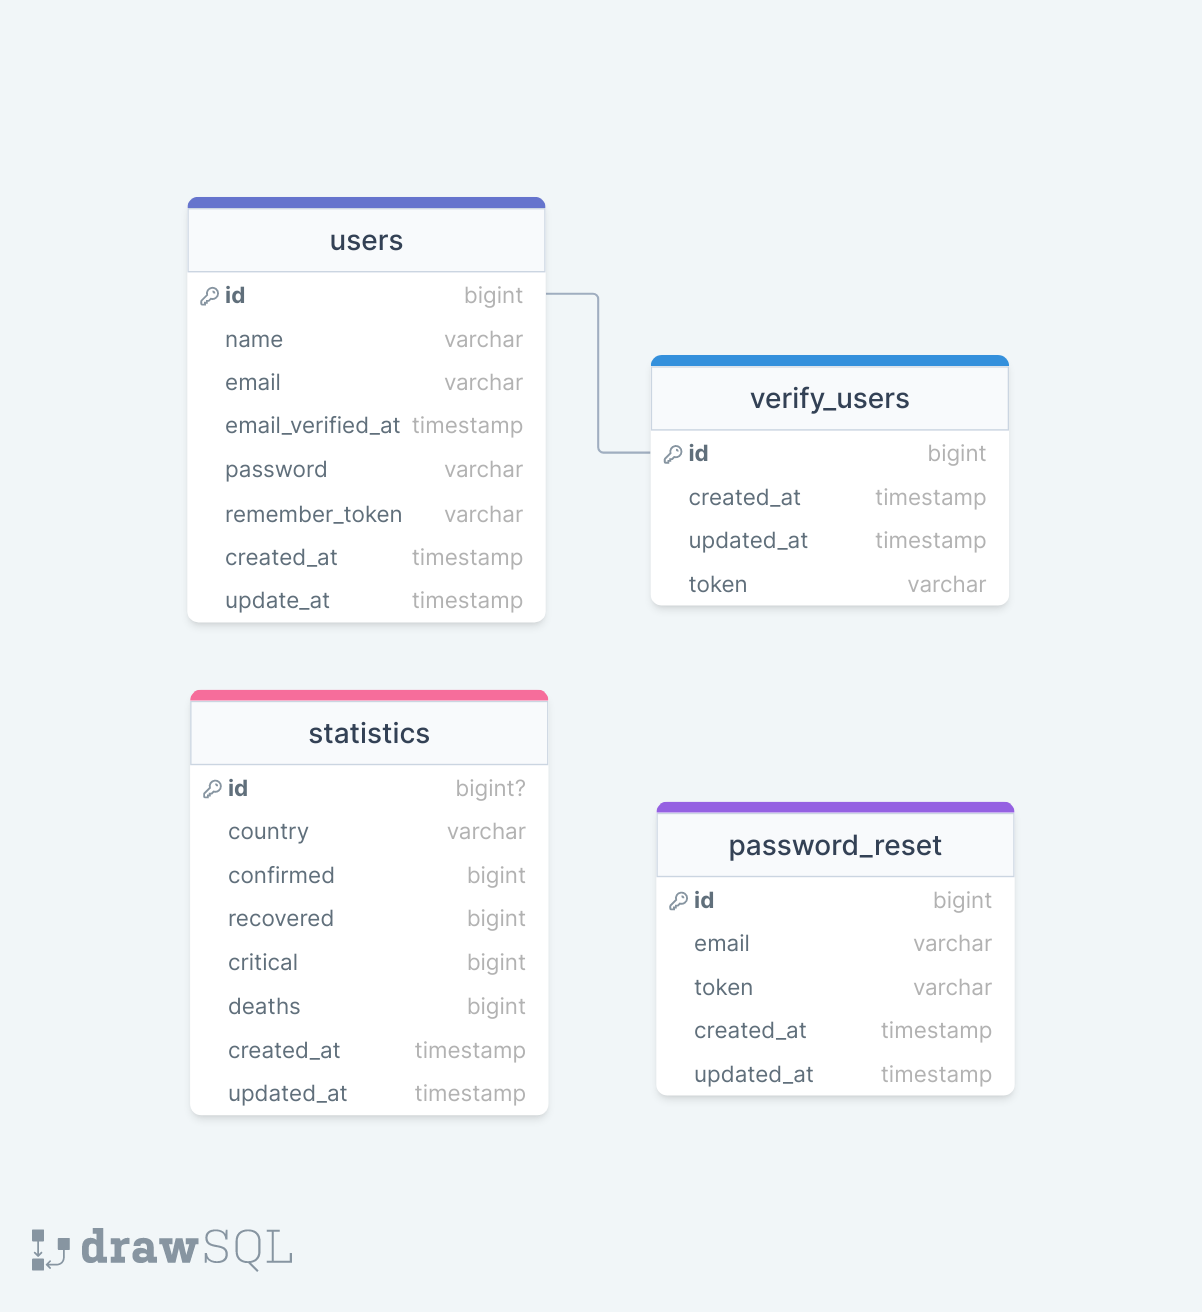 users
id bigint
name varchar
email varchar
email_verified_at timestamp
password varchar
remember_token varchar
created_at timestamp
update_at timestamp
verify_users
id bigint
created_at timestamp
updated_at timestamp
token varchar
statistics
id bigint?
country varchar
confirmed bigint
recovered bigint
critical bigint
deaths bigint
created_at timestamp
updated_at timestamp
password_reset
id bigint
email varchar
token varchar
created_at timestamp
updated_at timestamp
drawSQL